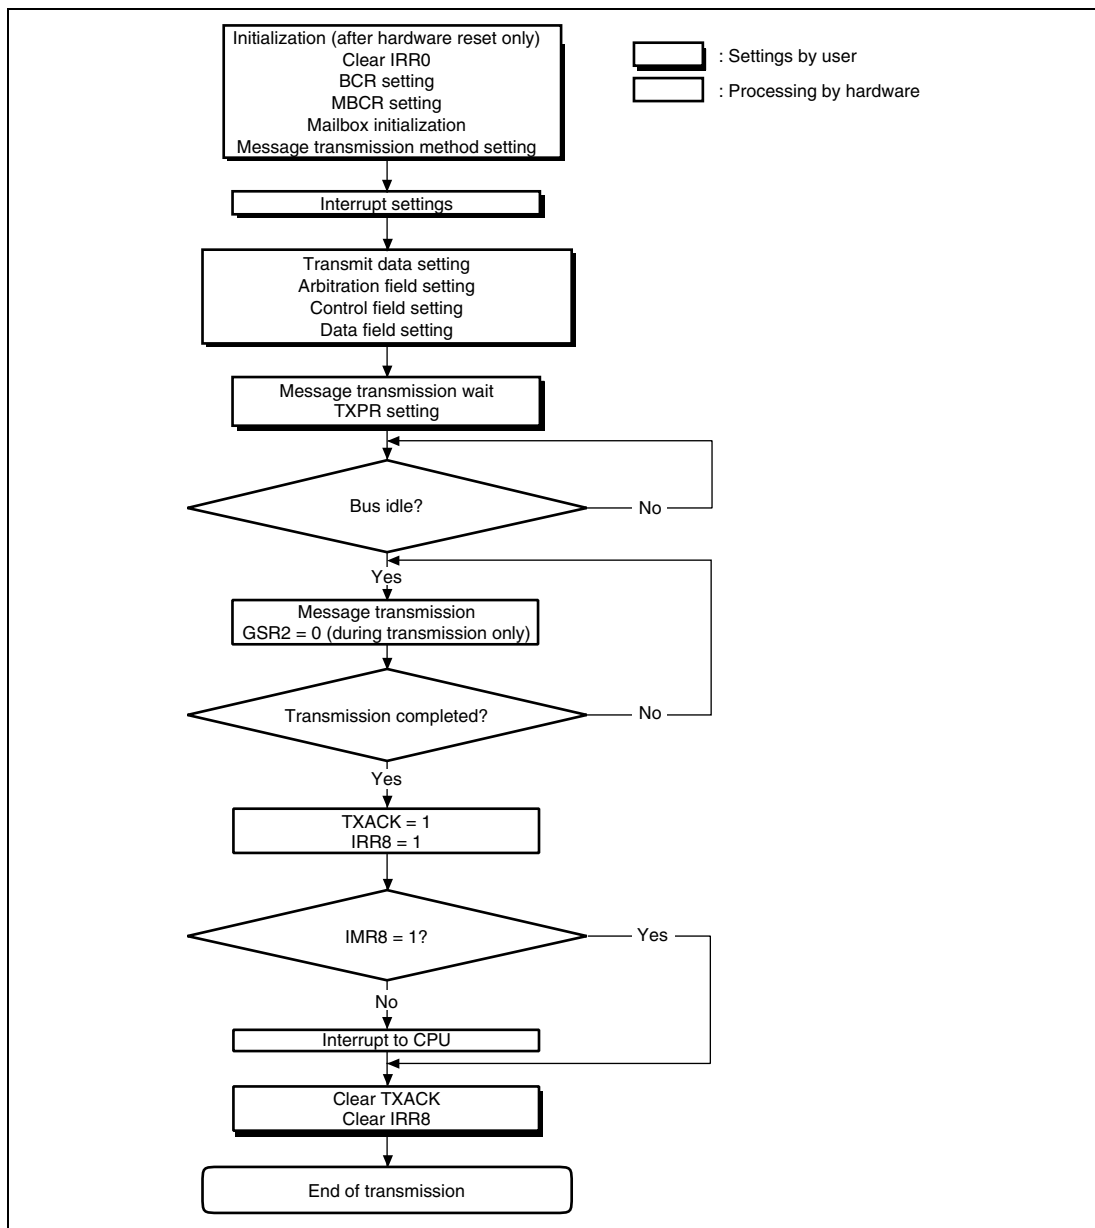 Initialization (after hardware reset only)
Clear IRR0
BCR setting
MBCR setting
Mailbox initialization
Message transmission method setting
: Settings by user
: Processing by hardware
Interrupt settings
Transmit data setting
Arbitration field setting
Control field setting
Data field setting
Message transmission wait
TXPR setting
Bus idle?
No
Yes
Message transmission
GSR2 = 0 (during transmission only)
Transmission completed?
No
Yes
TXACK = 1
IRR8 = 1
IMR8 = 1?
Yes
No
Interrupt to CPU
Clear TXACK
Clear IRR8
End of transmission